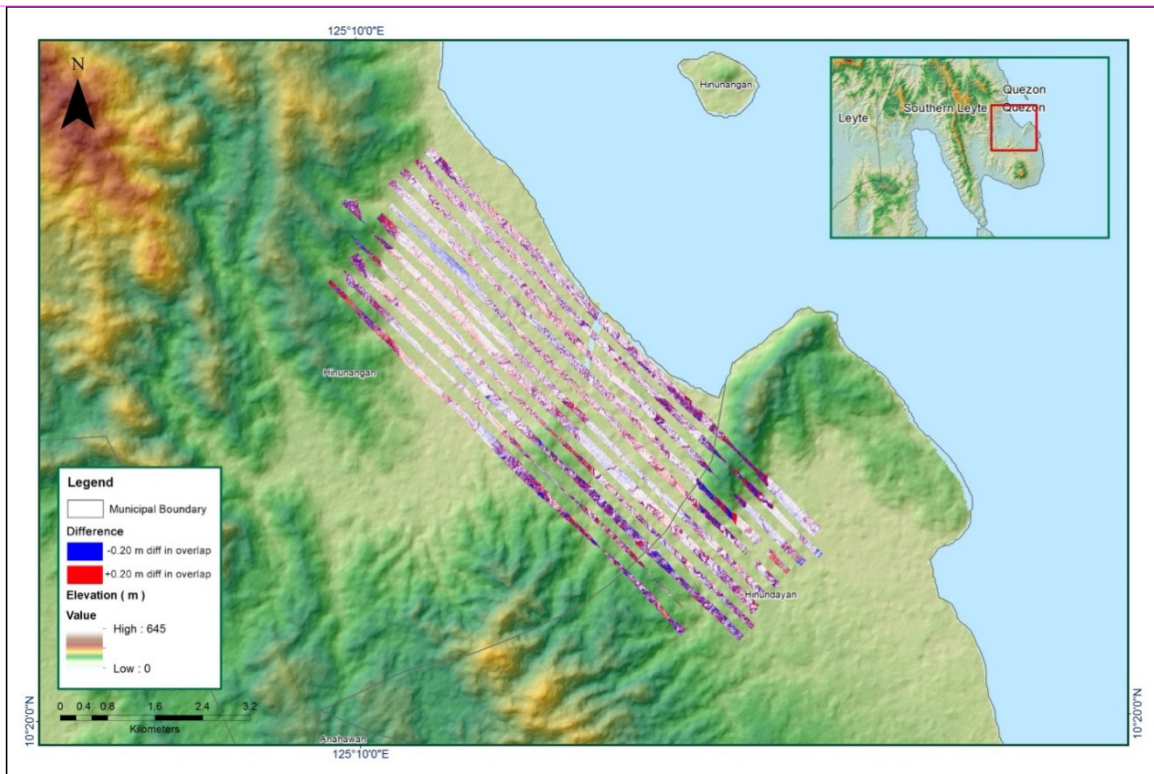 125°10'0"E
N
Hinunangan
Quezon
Quezon
Southern Leyte
Leyte
Hinunangan
Legend
Municipal Boundary
Difference
-0.20 m diff in overlap
+0.20 m diff in overlap
Elevation ( m )
Value
High : 645
Low : 0
Hinundayan
0 0.4 0.8 1.6 2.4 3.2
Kilometers
10°20'0"N
10°20'0"N
Anahawan
125°10'0"E